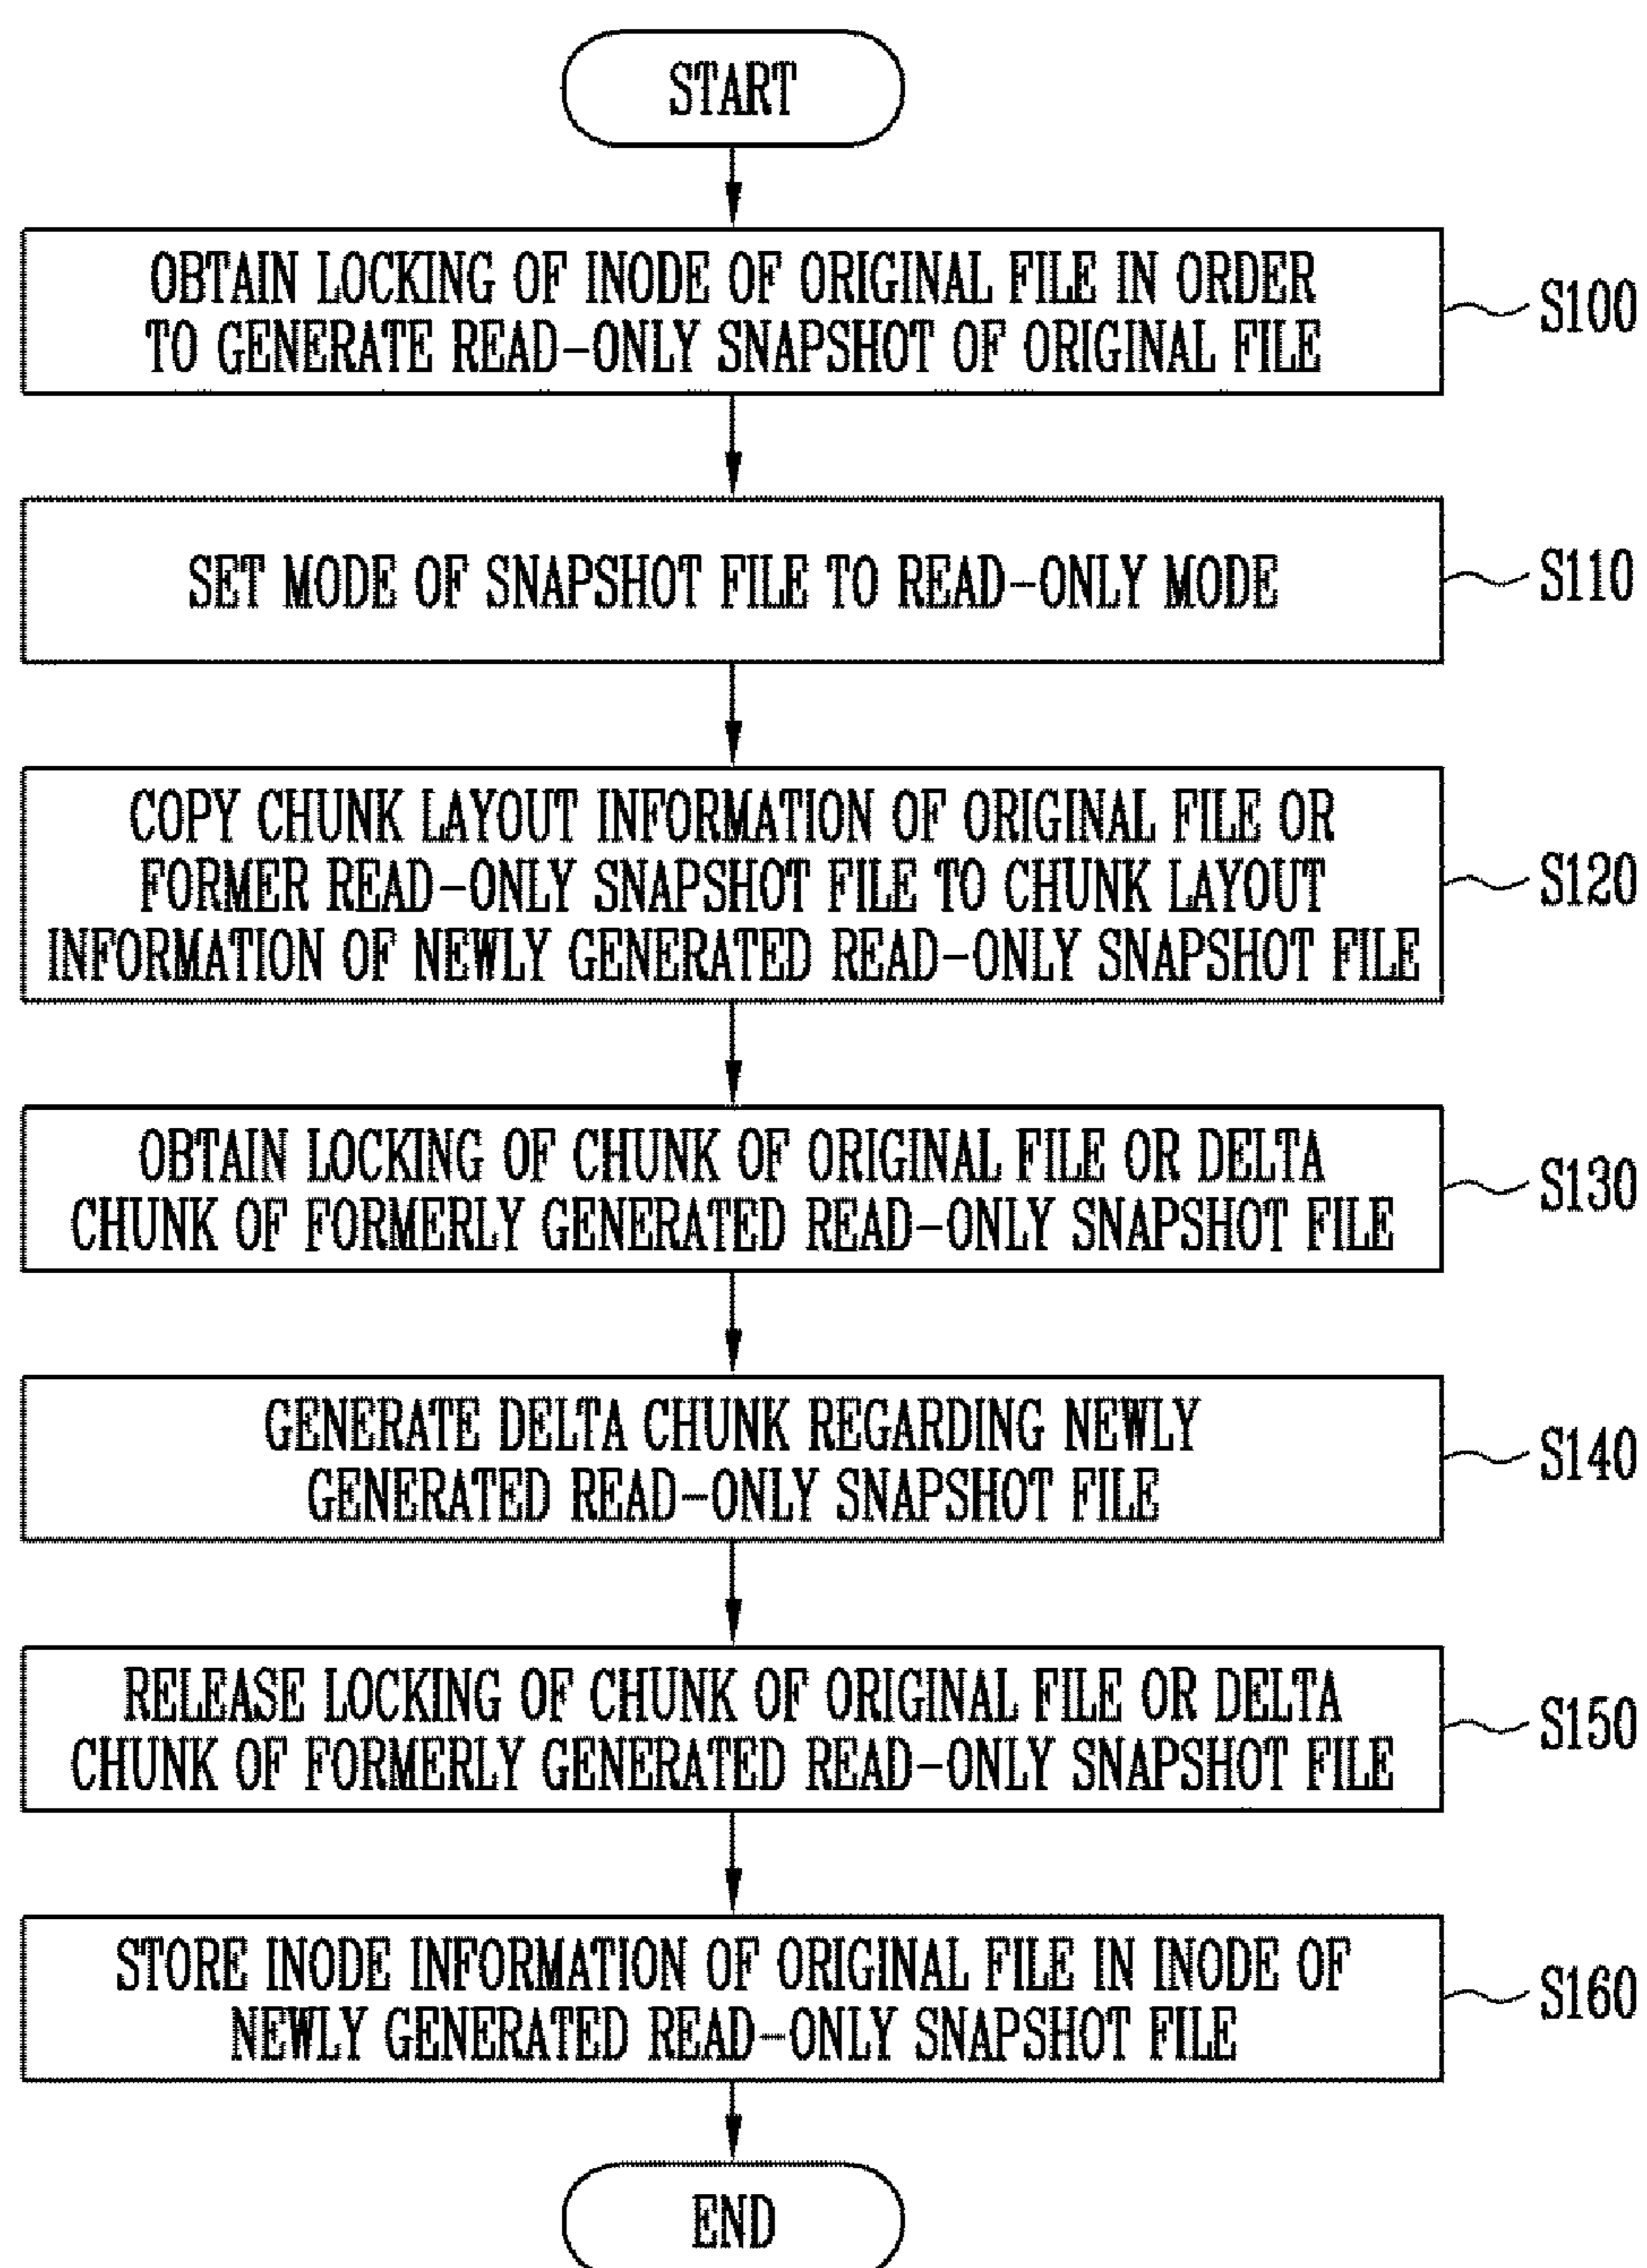 START
OBTAIN LOCKING OF INODE OF ORIGINAL FILE IN ORDER
TO GENERATE READ-ONLY SNAPSHOT OF ORIGINAL FILE
S100
SET MODE OF SNAPSHOT FILE TO READ-ONLY MODE
S110
COPY CHUNK LAYOUT INFORMATION OF ORIGINAL FILE OR
FORMER READ-ONLY SNAPSHOT FILE TO CHUNK LAYOUT
INFORMATION OF NEWLY GENERATED READ-ONLY SNAPSHOT FILE
S120
OBTAIN LOCKING OF CHUNK OF ORIGINAL FILE OR DELTA
CHUNK OF FORMERLY GENERATED READ-ONLY SNAPSHOT FILE
S130
GENERATE DELTA CHUNK REGARDING NEWLY
GENERATED READ-ONLY SNAPSHOT FILE
S140
RELEASE LOCKING OF CHUNK OF ORIGINAL FILE OR DELTA
CHUNK OF FORMERLY GENERATED READ-ONLY SNAPSHOT FILE
S150
STORE INODE INFORMATION OF ORIGINAL FILE IN INODE OF
NEWLY GENERATED READ-ONLY SNAPSHOT FILE
S160
END